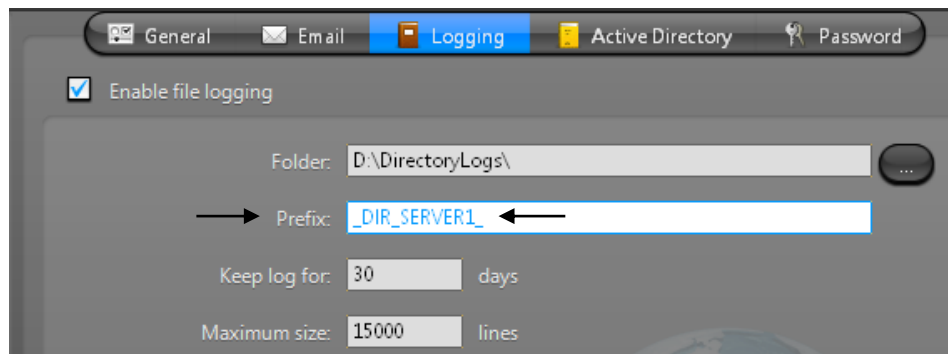 General Email Logging Active Directory Password
Enable file logging
Folder: D:\DirectoryLogs\ ...
Prefix: _DIR_SERVER1_
Keep log for: 30 days
Maximum size: 15000 lines